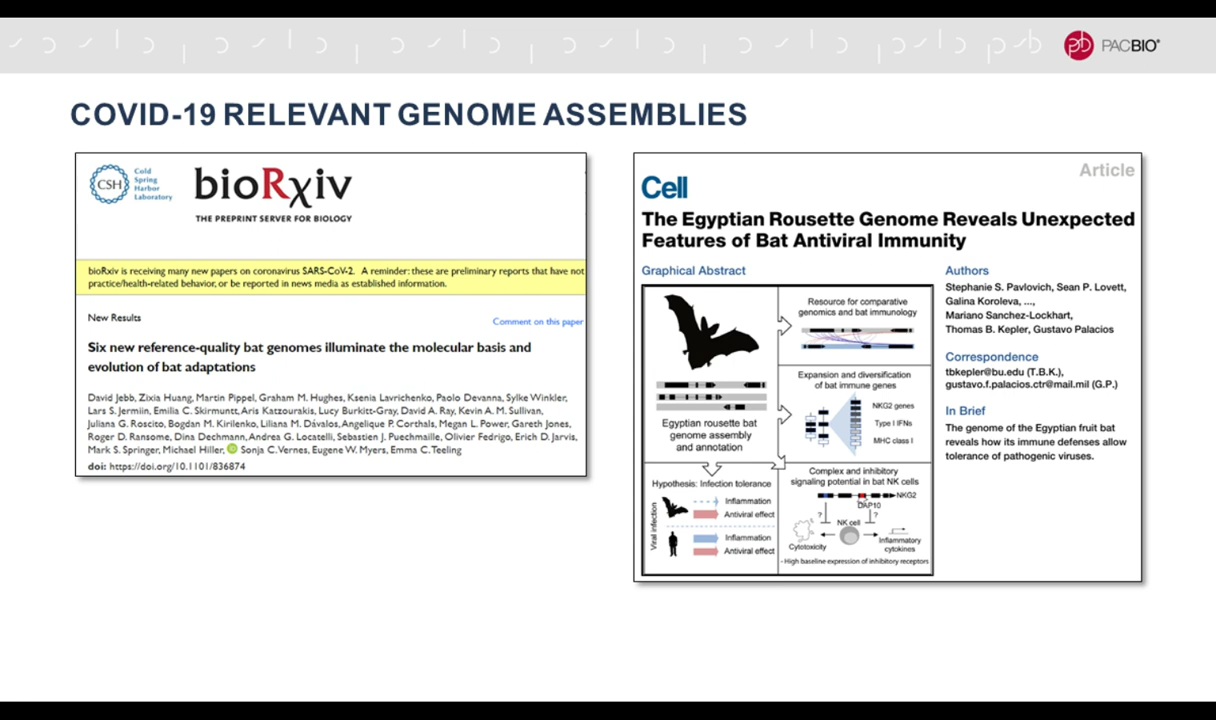 PACBIO®
COVID-19 RELEVANT GENOME ASSEMBLIES
CSH
Cold
Spring
Harbor
Laboratory
bioRxiv
THE PREPRINT SERVER FOR BIOLOGY
bioRxiv is receiving many new papers on coronavirus SARS-CoV-2. A reminder: these are preliminary reports that have not
practice/health-related behavior, or be reported in news media as established information.
New Results
Comment on this paper
Six new reference-quality bat genomes illuminate the molecular basis and
evolution of bat adaptations
David Jebb, Zixia Huang, Martin Pippel, Graham M. Hughes, Ksenia Lavrichenko, Paolo Devanna, Sylke Winkler,
Lars S. Jermiin, Emilia C. Skirmuntt, Aris Katzourakis, Lucy Burkitt-Gray, David A. Ray, Kevin A. M. Sullivan,
Juliana G. Roscito, Bogdan M. Kirilenko, Liliana M. Dávalos, Angelique P. Corthals, Megan L. Power, Gareth Jones,
Roger D. Ransome, Dina Dechmann, Andrea G. Locatelli, Sebastien J. Puechmaille, Olivier Fedrigo, Erich D. Jarvis,
Mark S. Springer, Michael Hiller, iD Sonja C. Vernes, Eugene W. Myers, Emma C. Teeling
doi: https://doi.org/10.1101/836874
Article
Cell
The Egyptian Rousette Genome Reveals Unexpected
Features of Bat Antiviral Immunity
Graphical Abstract
Egyptian rousette bat
genome assembly
and annotation
Resource for comparative
genomics and bat immunology
Expansion and diversification
of bat immune genes
NKG2 genes
Type I IFNs
MHC class I
Hypothesis: Infection tolerance
Viral infection
Inflammation
Antiviral effect
Inflammation
Antiviral effect
Complex and inhibitory
signaling potential in bat NK cells
NKG2
DAP10
? ?
NK cell
Cytotoxicity
Inflammatory
cytokines
- High baseline expression of inhibitory receptors
Authors
Stephanie S. Pavlovich, Sean P. Lovett,
Galina Koroleva, ...,
Mariano Sanchez-Lockhart,
Thomas B. Kepler, Gustavo Palacios
Correspondence
tbkepler@bu.edu (T.B.K.),
gustavo.f.palacios.ctr@mail.mil (G.P.)
In Brief
The genome of the Egyptian fruit bat
reveals how its immune defenses allow
tolerance of pathogenic viruses.